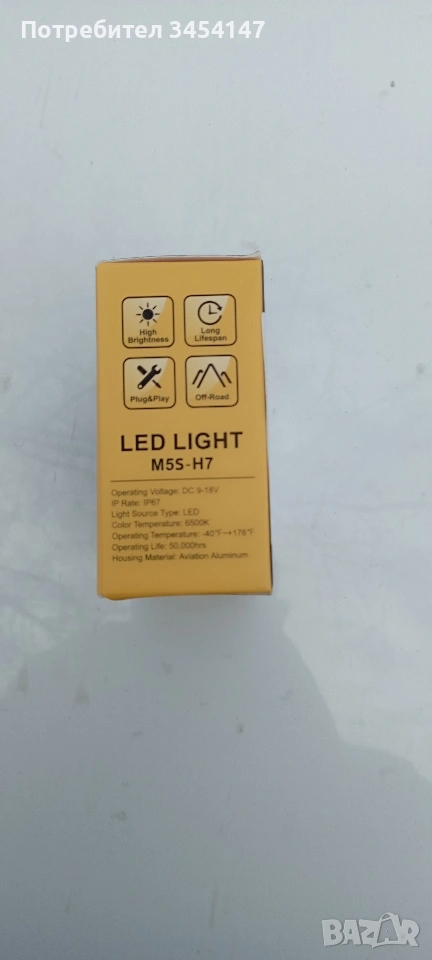 Потребител 3454147
High
Brightness
Long
Lifespan
Plug&Play
Off-Road
LED LIGHT
M5S-H7
Operating Voltage: DC 9-18V
IP Rate: IP67
Light Source Type: LED
Color Temperature: 6500K
Operating Temperature: -40°F~+176°F
Operating Life: 50,000hrs
Housing Material: Aviation Aluminum
BAZAR